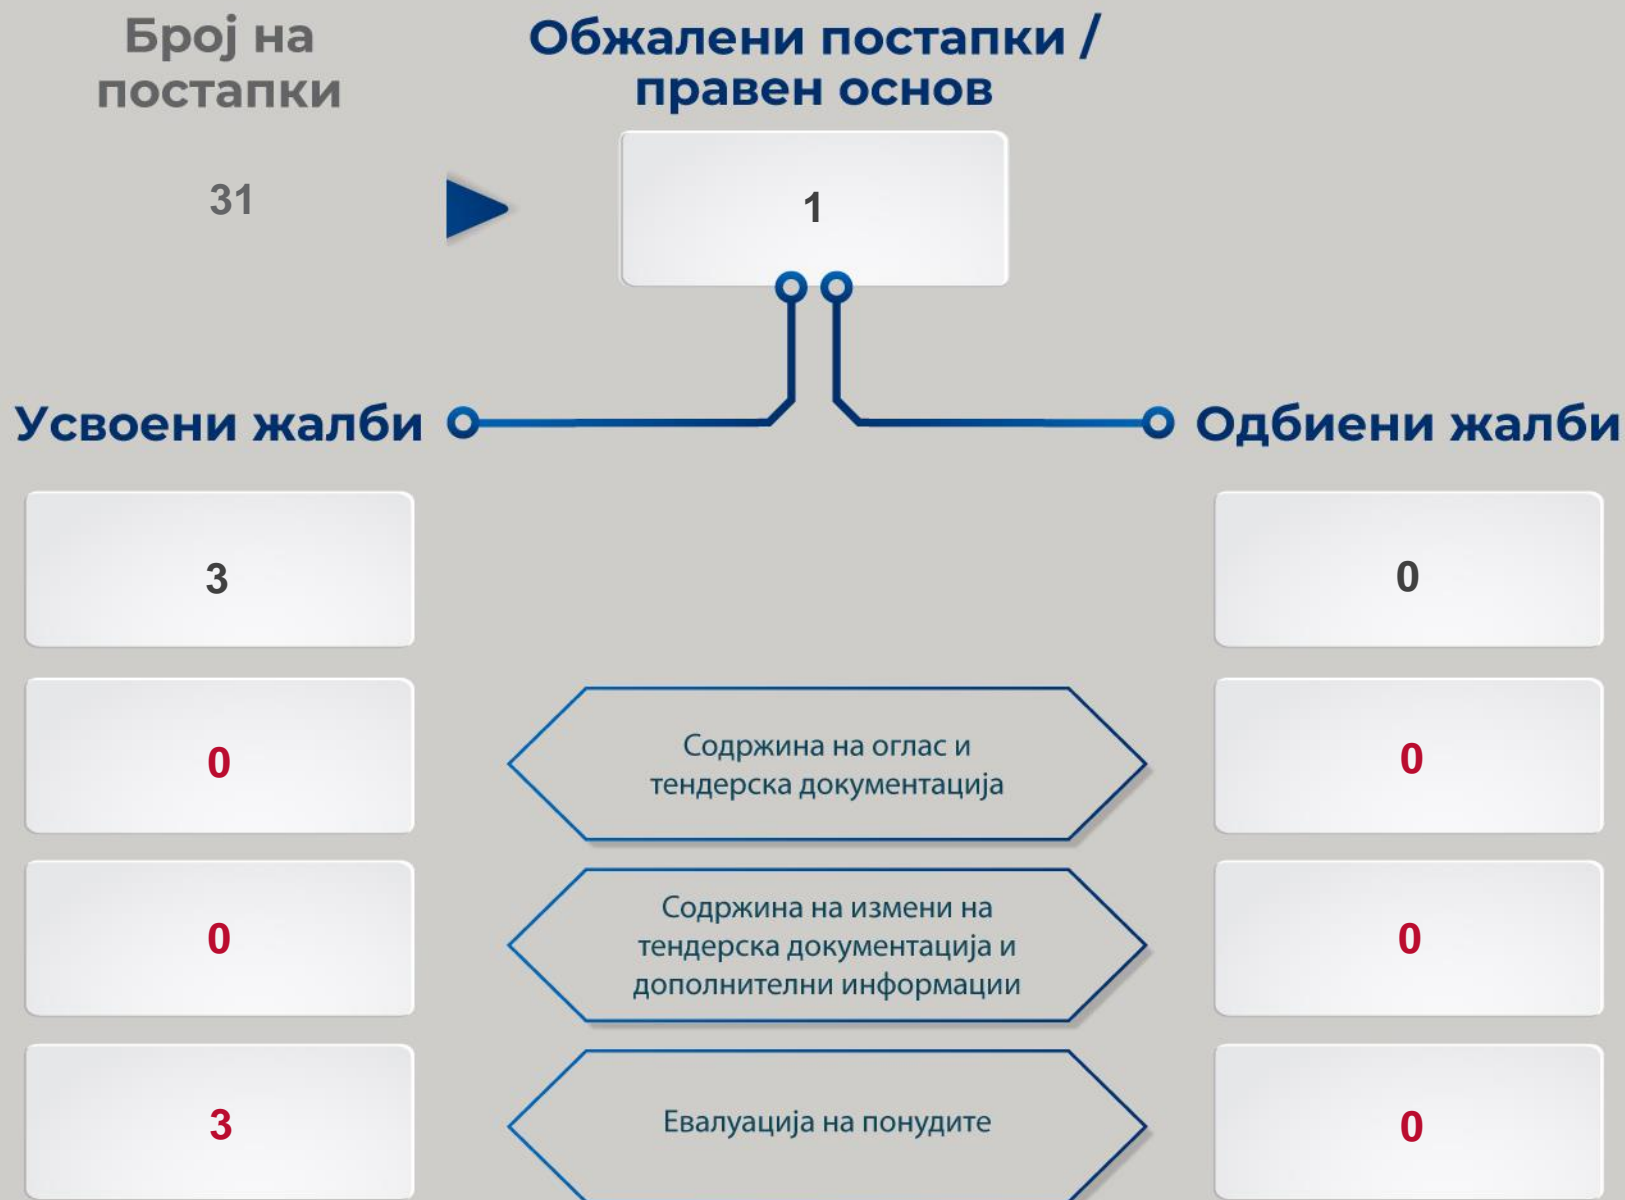 Број на
постапки
Обжалени постапки /
правен основ
31
1
Усвоени жалби
Одбиени жалби
3
0
0
Содржина на оглас и
тендерска документација
0
0
Содржина на измени на
тендерска документација и
дополнителни информации
0
3
Евалуација на понудите
0